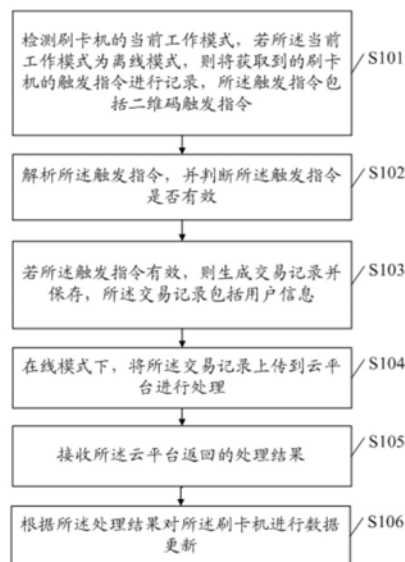 检测刷卡机的当前工作模式，若所述当
前工作模式为离线模式，则将获取到的刷卡
机的触发指令进行记录，所述触发指令包
括二维码触发指令
S101
解析所述触发指令，并判断所述触发指令
是否有效
S102
若所述触发指令有效，则生成交易记录并
保存，所述交易记录包括用户信息
S103
在线模式下，将所述交易记录上传到云平
台进行处理
S104
接收所述云平台返回的处理结果
S105
根据所述处理结果对所述刷卡机进行数据
更新
S106